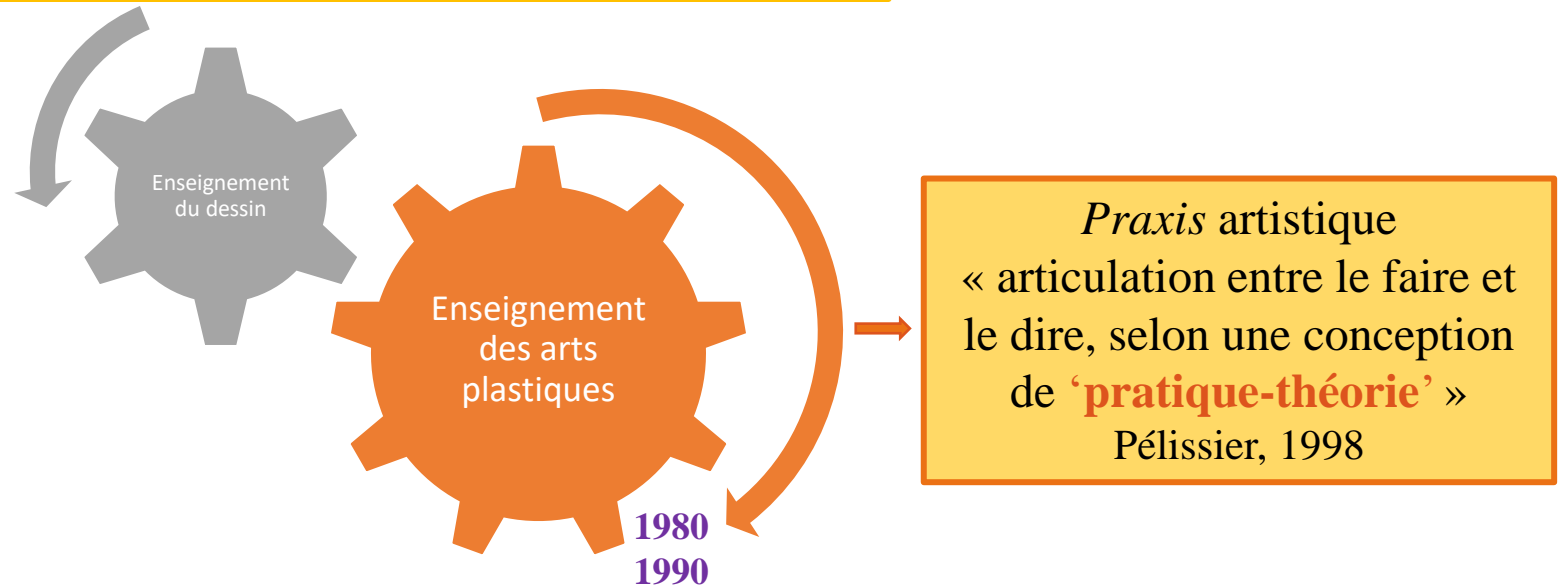 Enseignement
du dessin
Enseignement
des arts
plastiques
1980
1990
Praxis artistique
« articulation entre le faire et
le dire, selon une conception
de ‘pratique-théorie’ »
Pélissier, 1998